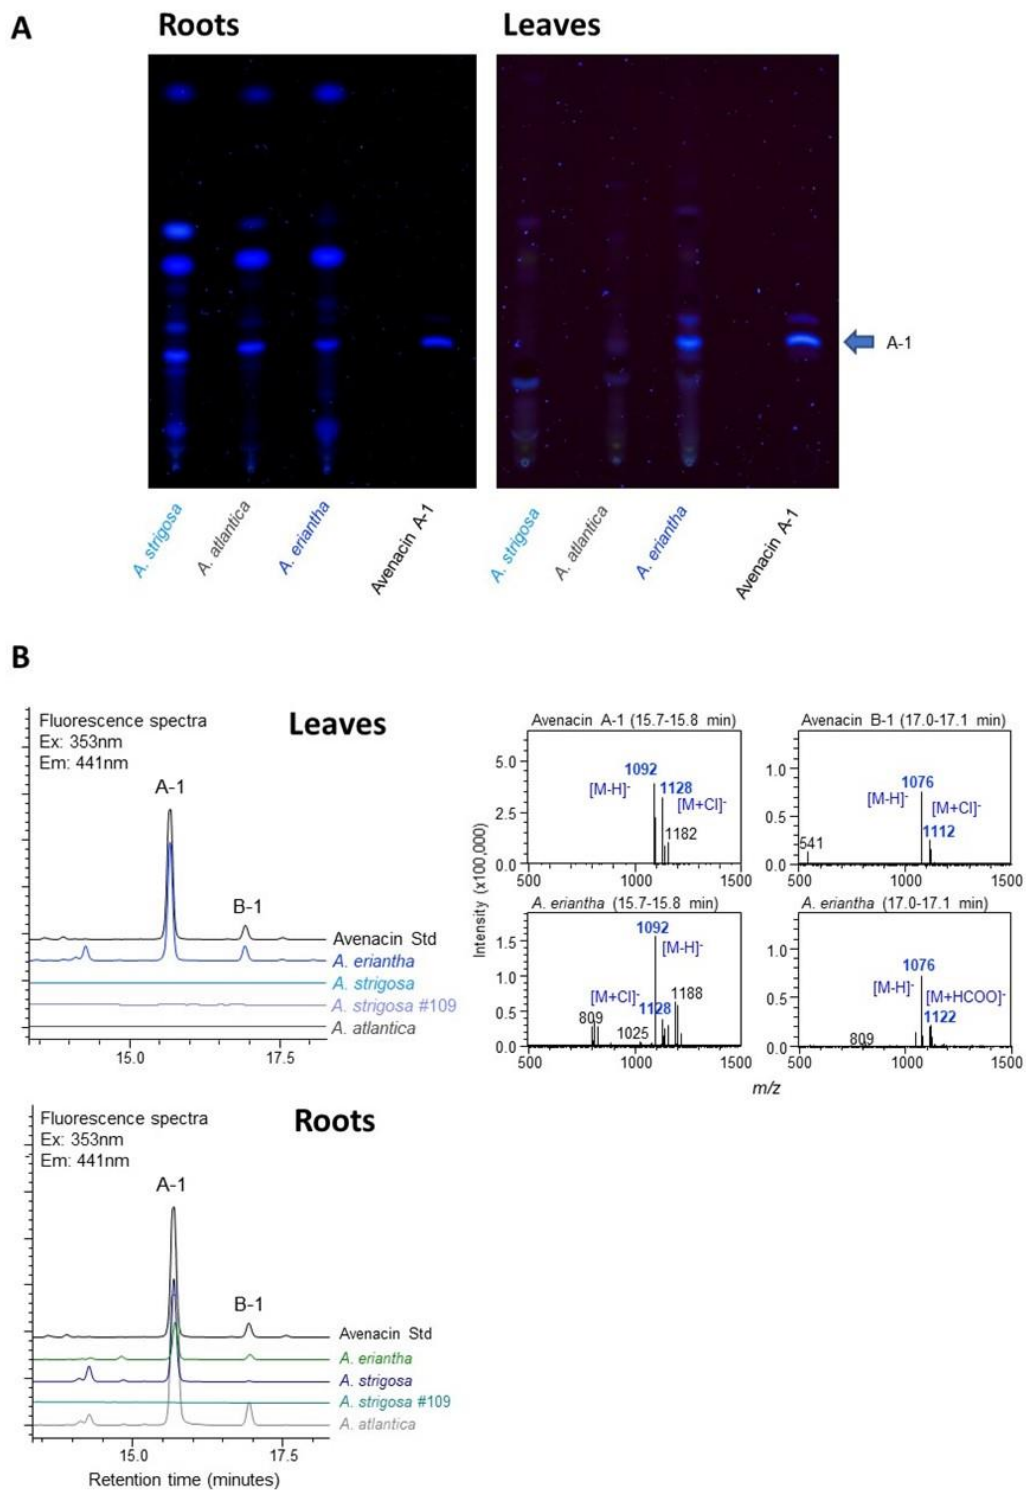 A
Roots
Leaves
A-1
A. strigosa
A. atlantica
A. eriantha
Avenacin A-1
A. strigosa
A. atlantica
A. eriantha
Avenacin A-1
B
Fluorescence spectra
Ex: 353nm
Em: 441nm
Leaves
A-1
B-1
Avenacin Std
A. eriantha
A. strigosa
A. strigosa #109
A. atlantica
15.0
17.5
Avenacin A-1 (15.7-15.8 min)
5.0
2.5
0.0
1092
[M-H]-
1128
[M+Cl]-
1182
500
1000
1500
Avenacin B-1 (17.0-17.1 min)
1.0
0.5
0.0
1076
[M-H]-
[M+Cl]-
1112
541
500
1000
1500
Intensity (x100,000)
A. eriantha (15.7-15.8 min)
1.5
1.0
0.5
0.0
1092
[M-H]-
[M+Cl]-
1128
1188
809
1025
500
1000
1500
A. eriantha (17.0-17.1 min)
1.0
0.5
0.0
1076
[M-H]-
[M+HCOO]-
1122
809
500
1000
1500
m/z
Fluorescence spectra
Ex: 353nm
Em: 441nm
Roots
A-1
B-1
Avenacin Std
A. eriantha
A. strigosa
A. strigosa #109
A. atlantica
15.0
17.5
Retention time (minutes)